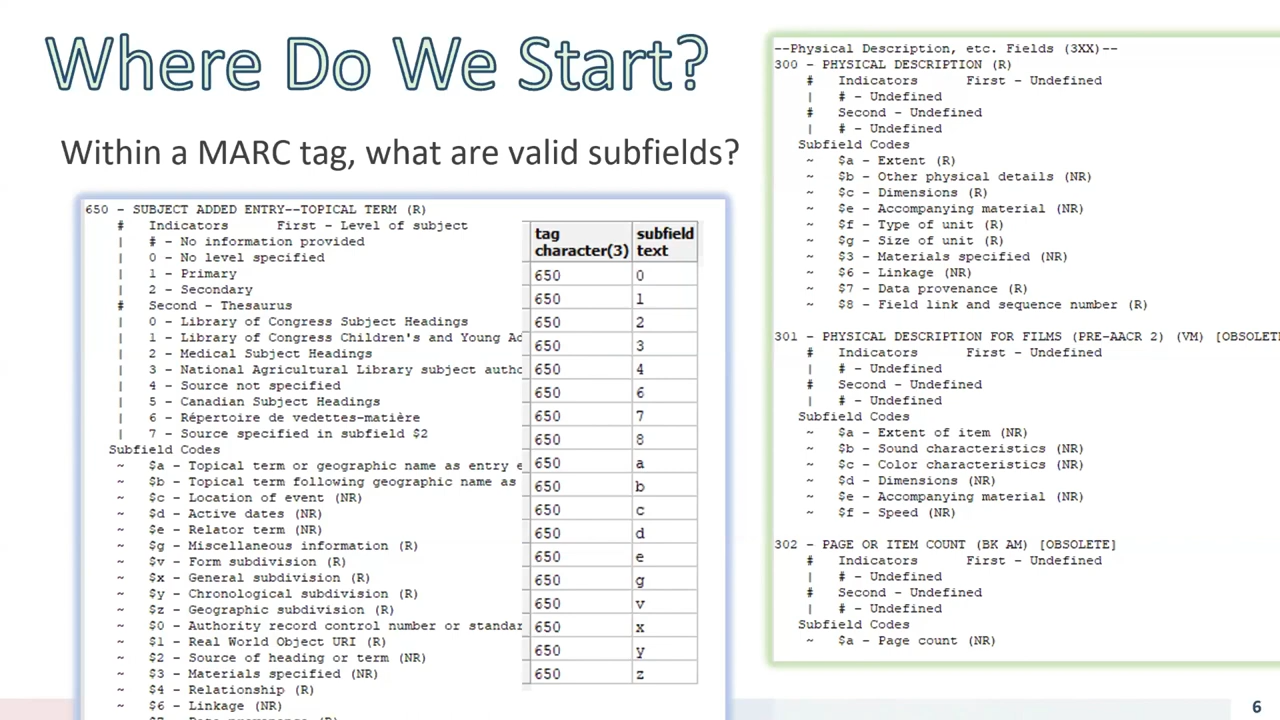 Where Do We Start?
Within a MARC tag, what are valid subfields?
650 - SUBJECT ADDED ENTRY--TOPICAL TERM (R)
# Indicators First - Level of subject
| # - No information provided
| 0 - No level specified
| 1 - Primary
| 2 - Secondary
# Second - Thesaurus
| 0 - Library of Congress Subject Headings
| 1 - Library of Congress Children's and Young
| 2 - Medical Subject Headings
| 3 - National Agricultural Library subject
| 4 - Source not specified
| 5 - Canadian Subject Headings
| 6 - Répertoire de vedettes-matière
| 7 - Source specified in subfield $2
Subfield Codes
~ $a - Topical term or geographic name as entry
~ $b - Topical term following geographic name as
~ $c - Location of event (NR)
~ $d - Active dates (NR)
~ $e - Relator term (NR)
~ $g - Miscellaneous information (R)
~ $v - Form subdivision (R)
~ $x - General subdivision (R)
~ $y - Chronological subdivision (R)
~ $z - Geographic subdivision (R)
~ $0 - Authority record control number or
~ $1 - Real World Object URI (R)
~ $2 - Source of heading or term (NR)
~ $3 - Materials specified (NR)
~ $4 - Relationship (R)
~ $6 - Linkage (NR)
tag character(3) subfield text
650 0
650 1
650 2
650 3
650 4
650 6
650 7
650 8
650 a
650 b
650 c
650 d
650 e
650 g
650 v
650 x
650 y
650 z
--Physical Description, etc. Fields (3XX)--
300 - PHYSICAL DESCRIPTION (R)
# Indicators First - Undefined
| # - Undefined
# Second - Undefined
| # - Undefined
Subfield Codes
~ $a - Extent (R)
~ $b - Other physical details (NR)
~ $c - Dimensions (R)
~ $e - Accompanying material (NR)
~ $f - Type of unit (R)
~ $g - Size of unit (R)
~ $3 - Materials specified (NR)
~ $6 - Linkage (NR)
~ $7 - Data provenance (R)
~ $8 - Field link and sequence number (R)
301 - PHYSICAL DESCRIPTION FOR FILMS (PRE-AACR 2) (VM)
# Indicators First - Undefined
| # - Undefined
# Second - Undefined
| # - Undefined
Subfield Codes
~ $a - Extent of item (NR)
~ $b - Sound characteristics (NR)
~ $c - Color characteristics (NR)
~ $d - Dimensions (NR)
~ $e - Accompanying material (NR)
~ $f - Speed (NR)
302 - PAGE OR ITEM COUNT (BK AM) [OBSOLETE]
# Indicators First - Undefined
| # - Undefined
# Second - Undefined
| # - Undefined
Subfield Codes
~ $a - Page count (NR)
6